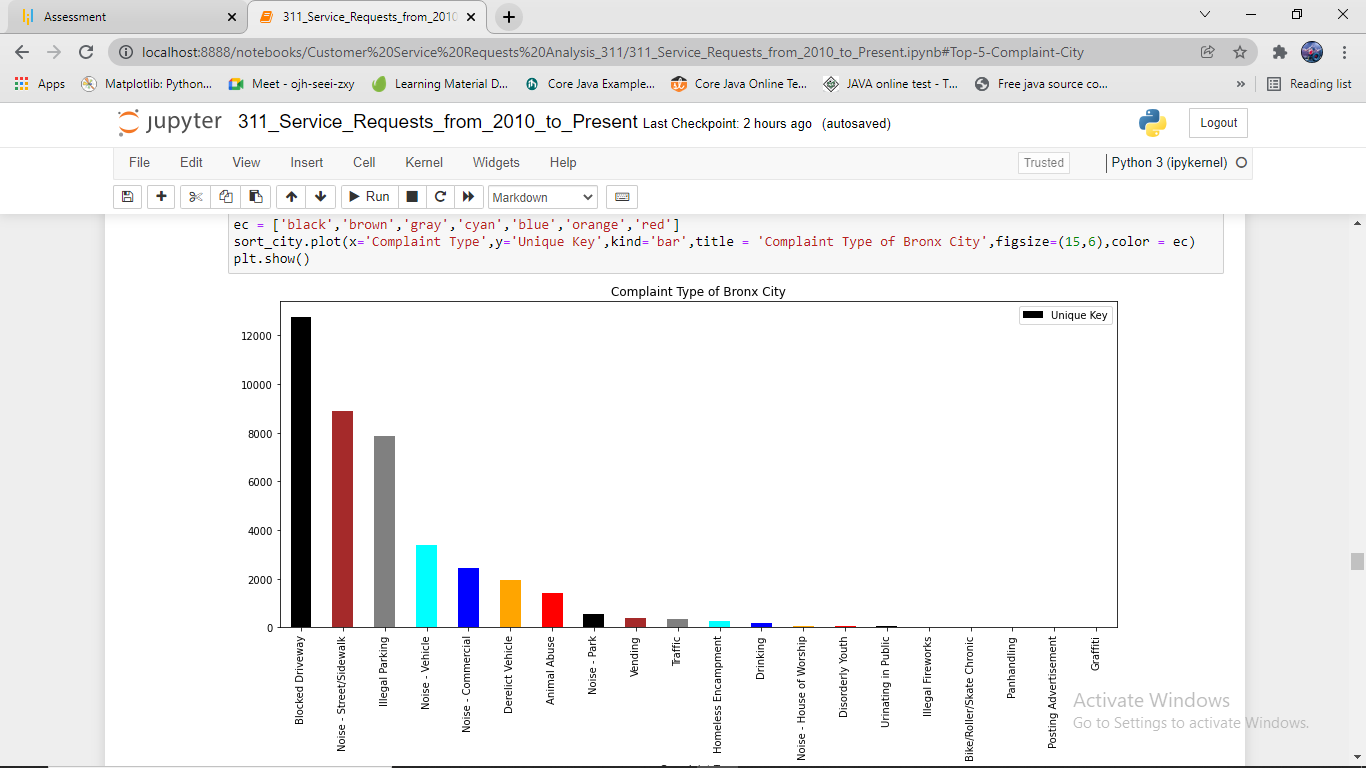 Assessment
311_Service_Requests_from_2010
localhost:8888/notebooks/Customer%20Service%20Requests%20Analysis_311/311_Service_Requests_from_2010_to_Present.ipynb#Top-5-Complaint-City
Apps Matplotlib: Python... Meet - ojh-seei-zxy Learning Material D... Core Java Example... Core Java Online Te... JAVA online test - T... Free java source co... » Reading list
jupyter 311_Service_Requests_from_2010_to_Present Last Checkpoint: 2 hours ago (autosaved) Logout
File Edit View Insert Cell Kernel Widgets Help Trusted Python 3 (ipykernel)
Run Markdown
ec = ['black','brown','gray','cyan','blue','orange','red']
sort_city.plot(x='Complaint Type',y='Unique Key',kind='bar',title = 'Complaint Type of Bronx City',figsize=(15,6),color = ec)
plt.show()
Complaint Type of Bronx City
Unique Key
12000
10000
8000
6000
4000
2000
0
Blocked Driveway
Noise - Street/Sidewalk
Illegal Parking
Noise - Vehicle
Noise - Commercial
Derelict Vehicle
Animal Abuse
Noise - Park
Vending
Traffic
Homeless Encampment
Drinking
Noise - House of Worship
Disorderly Youth
Urinating in Public
Illegal Fireworks
Bike/Roller/Skate Chronic
Panhandling
Posting Advertisement
Graffiti
Activate Windows
Go to Settings to activate Windows.